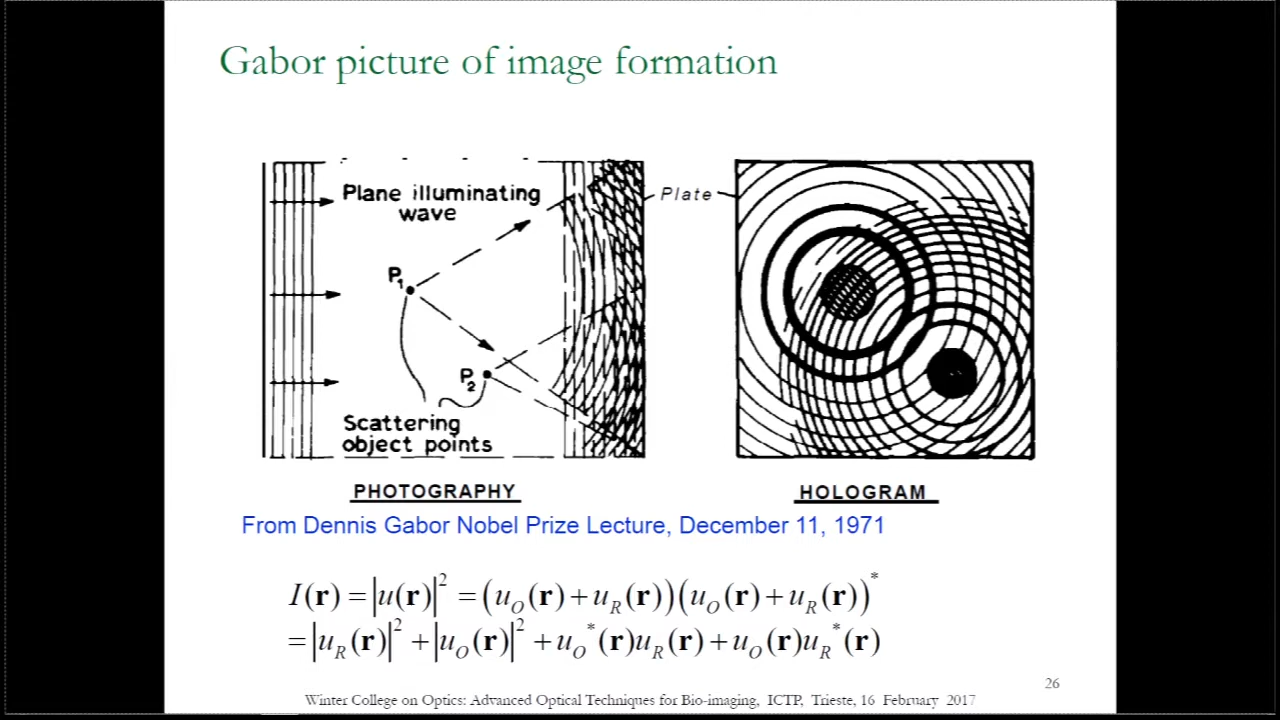 Gabor picture of image formation
Plane illuminating
wave
P₁
P₂
Scattering
object points
Plate
PHOTOGRAPHY
HOLOGRAM
From Dennis Gabor Nobel Prize Lecture, December 11, 1971
I(r) = |u(r)|² = (u_O(r) + u_R(r))(u_O(r) + u_R(r))*
= |u_R(r)|² + |u_O(r)|² + u_O*(r)u_R(r) + u_O(r)u_R*(r)
26
Winter College on Optics: Advanced Optical Techniques for Bio-imaging, ICTP, Trieste, 16 February 2017